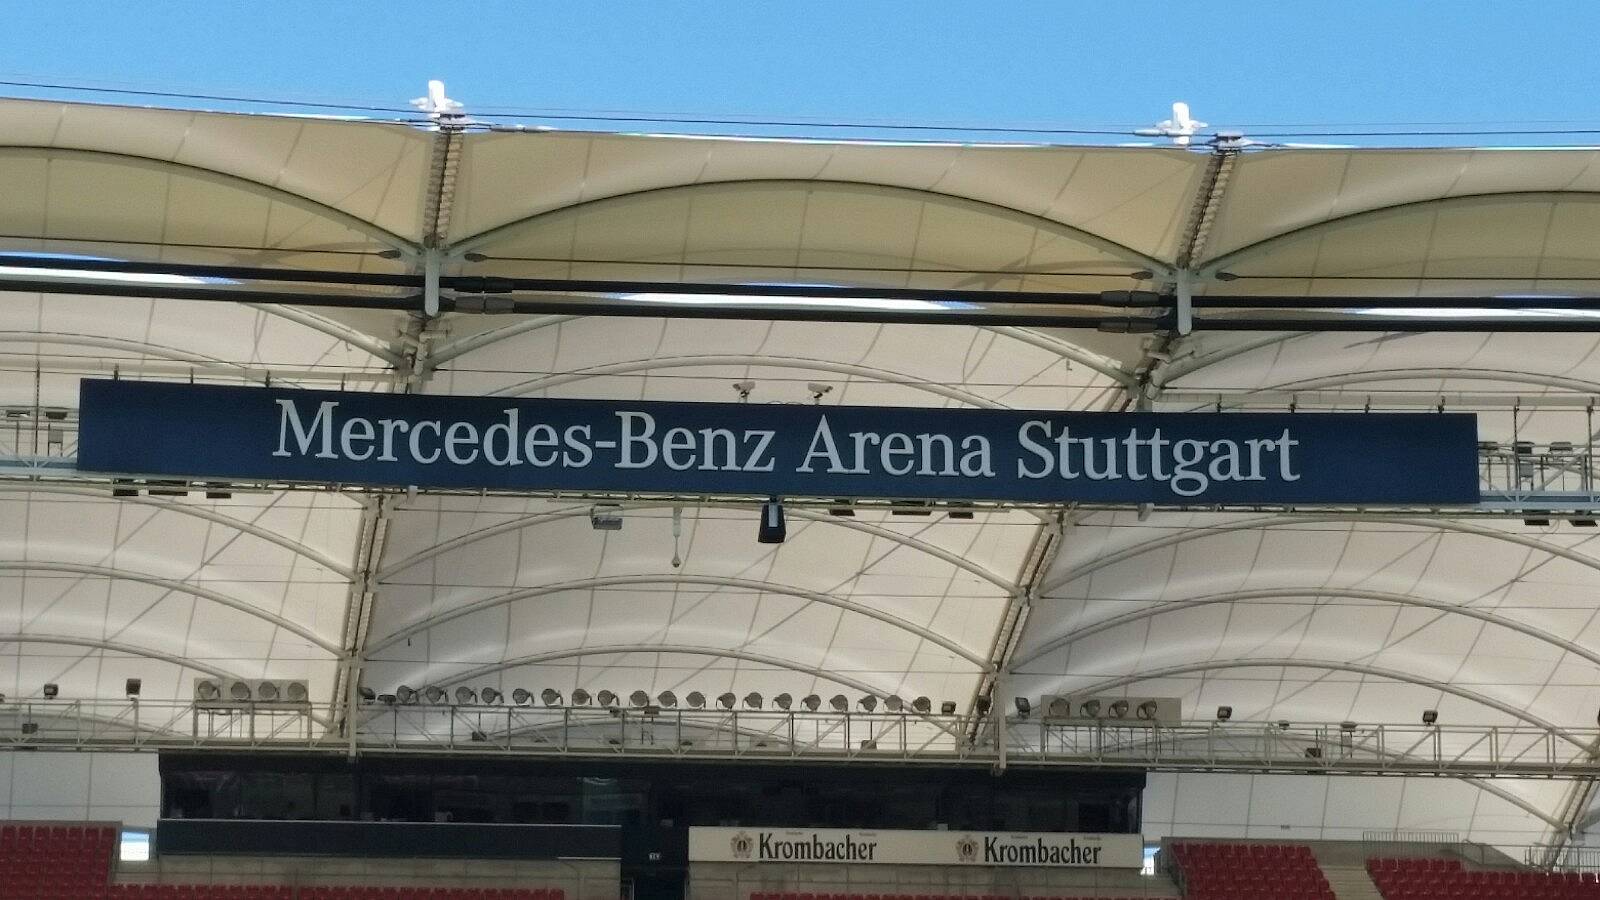 Mercedes-Benz Arena Stuttgart
Krombacher Krombacher